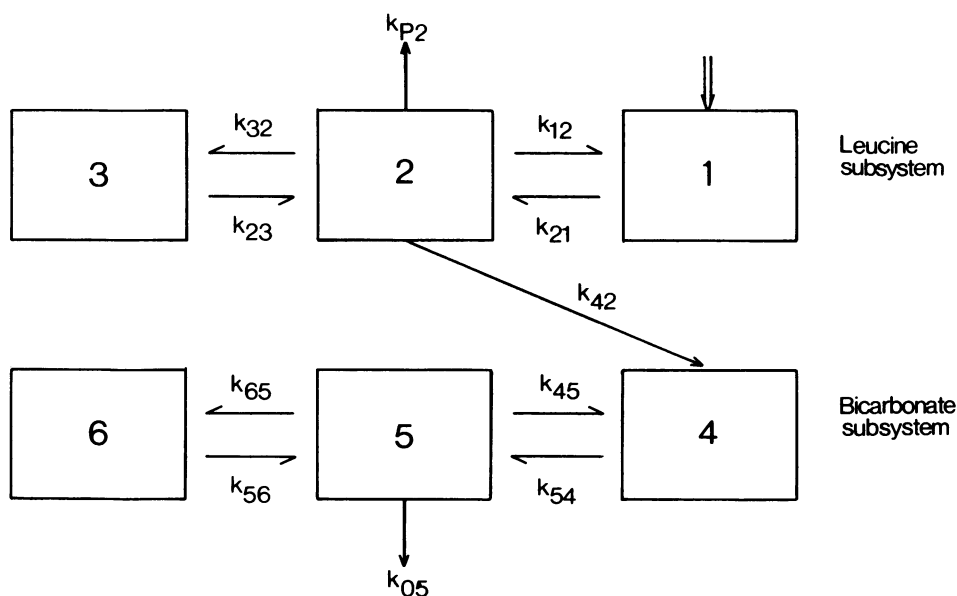 kP2
3
k32
k23
2
k12
k21
1
Leucine
subsystem
k42
6
k65
k56
5
k45
k54
4
Bicarbonate
subsystem
k05